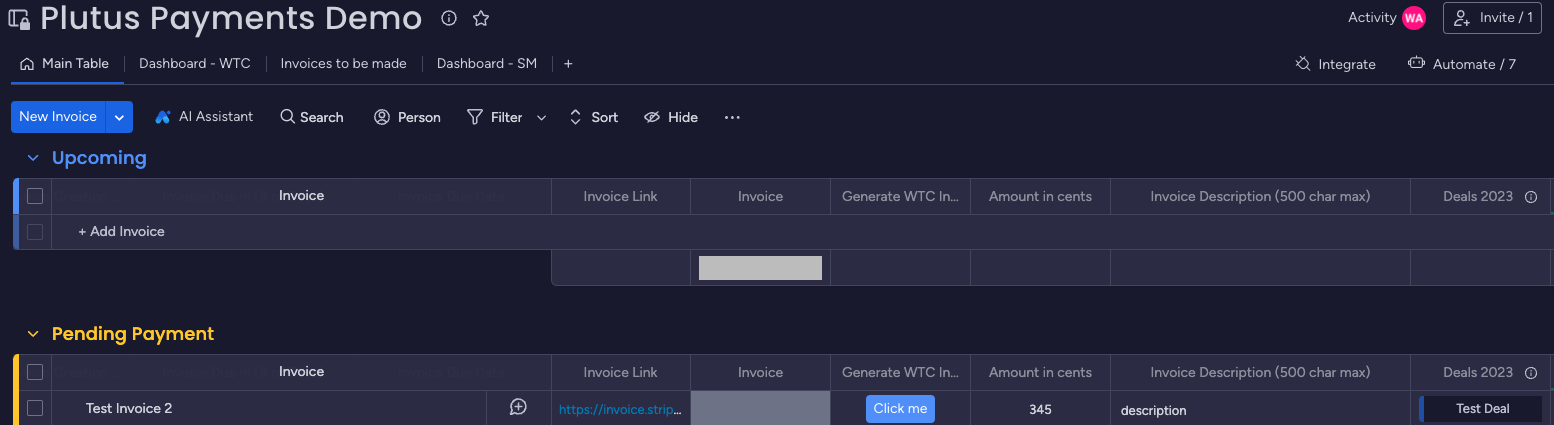 Plutus Payments Demo
Activity WA Invite / 1
Main Table Dashboard - WTC Invoices to be made Dashboard - SM + Integrate Automate / 7
New Invoice AI Assistant Search Person Filter Sort Hide ...
Upcoming
Invoice Invoice Link Invoice Generate WTC In... Amount in cents Invoice Description (500 char max) Deals 2023
+ Add Invoice
Pending Payment
Invoice Invoice Link Invoice Generate WTC In... Amount in cents Invoice Description (500 char max) Deals 2023
Test Invoice 2 https://invoice.strip... Click me 345 description Test Deal